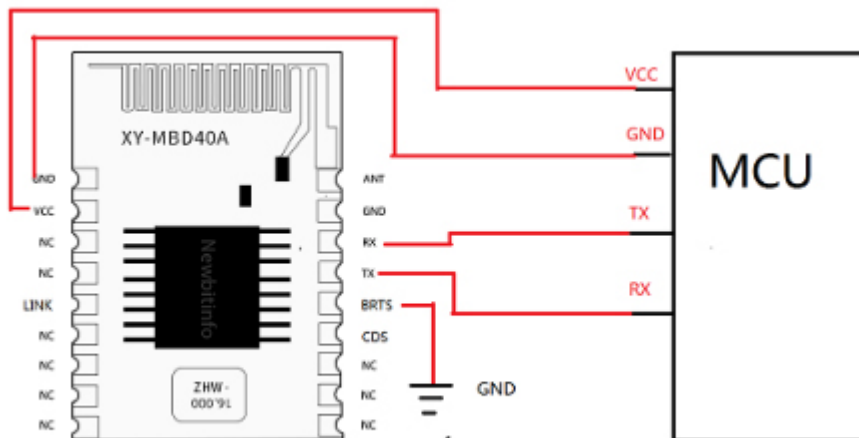 XY-MBD40A
GND
VCC
NC
NC
LINK
NC
NC
NC
NC
Newbitinfo
ZHW-
16.000
ANT
GND
RX
TX
BRTS
CDS
NC
NC
NC
GND
VCC
GND
TX
RX
MCU